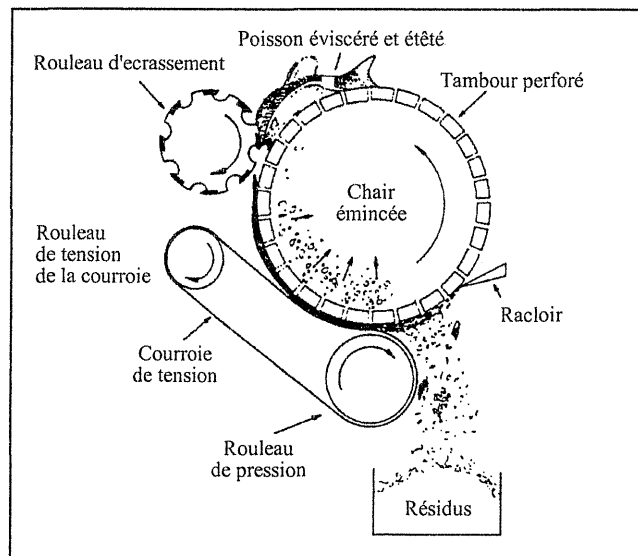 Poisson éviscéré et étêté
Rouleau d'ecrassement
Tambour perforé
Chair
émincée
Rouleau
de tension
de la courroie
Racloir
Courroie
de tension
Rouleau
de pression
Résidus